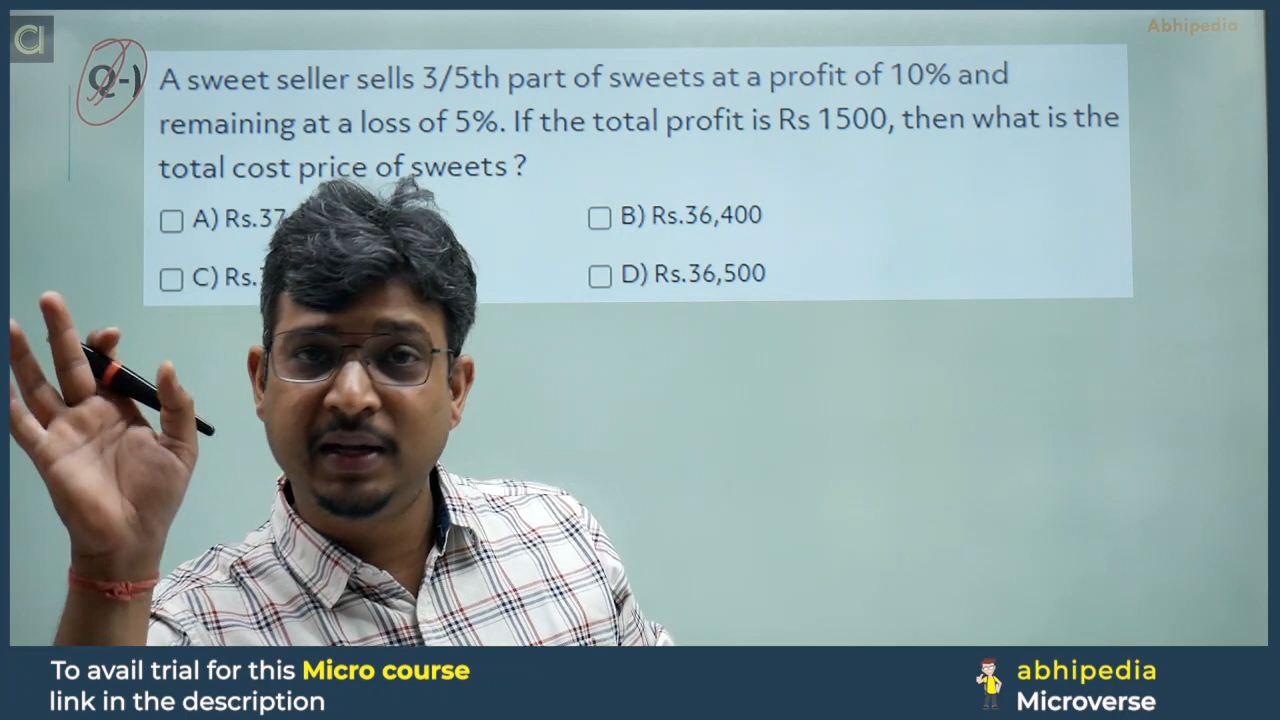 Abhipedia
Q-1
A sweet seller sells 3/5th part of sweets at a profit of 10% and
remaining at a loss of 5%. If the total profit is Rs 1500, then what is the
total cost price of sweets ?
A) Rs.37
B) Rs.36,400
C) Rs.
D) Rs.36,500
To avail trial for this Micro course
link in the description
abhipedia
Microverse